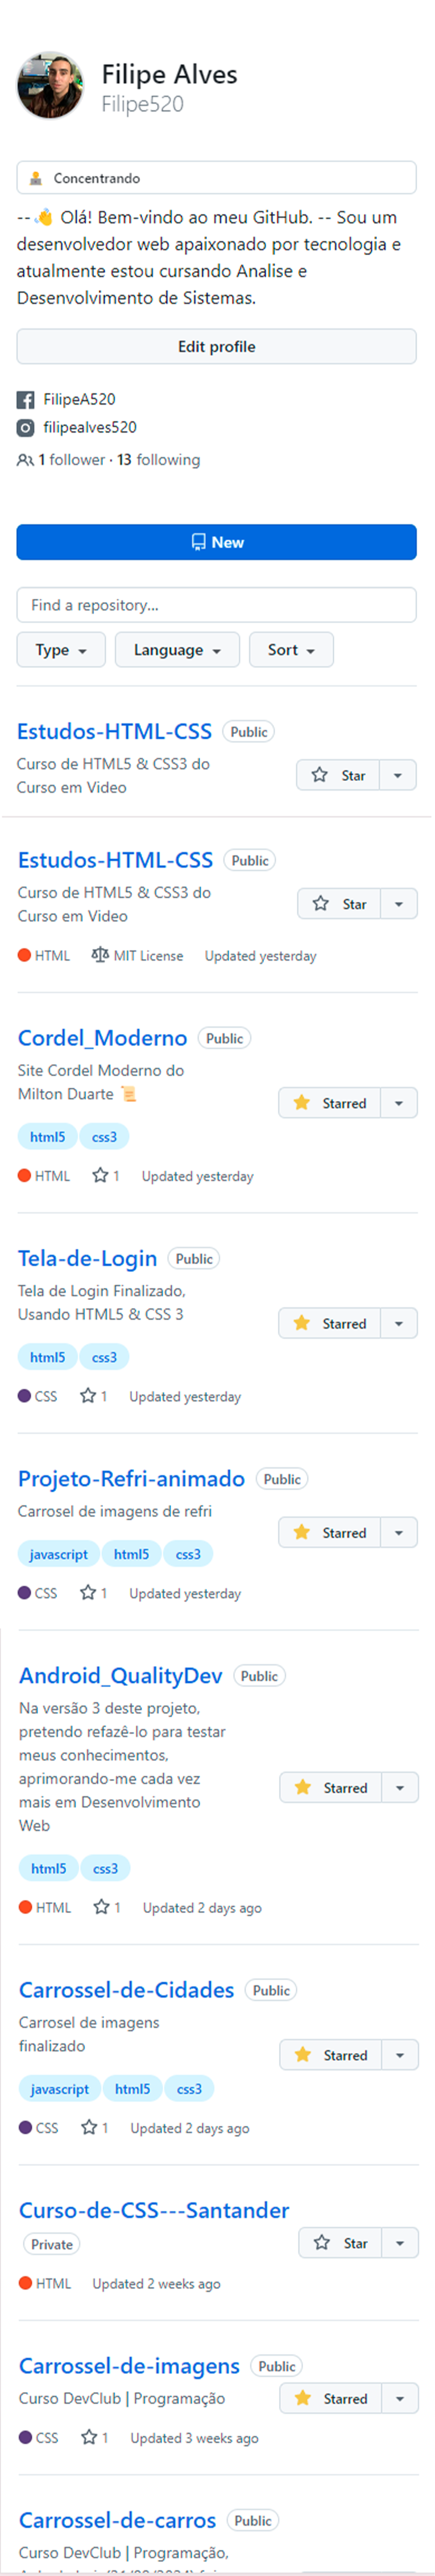 Filipe Alves
Filipe520
Concentrando
--👋 Olá! Bem-vindo ao meu GitHub. -- Sou um
desenvolvedor web apaixonado por tecnologia e
atualmente estou cursando Analise e
Desenvolvimento de Sistemas.
Edit profile
FilipeA520
filipealves520
1 follower · 13 following
New
Find a repository...
Type Language Sort
Estudos-HTML-CSS Public
Curso de HTML5 & CSS3 do
Curso em Video
Star
Estudos-HTML-CSS Public
Curso de HTML5 & CSS3 do
Curso em Video
Star
HTML MIT License Updated yesterday
Cordel_Moderno Public
Site Cordel Moderno do
Milton Duarte 📜
Starred
html5 css3
HTML 1 Updated yesterday
Tela-de-Login Public
Tela de Login Finalizado,
Usando HTML5 & CSS 3
Starred
html5 css3
CSS 1 Updated yesterday
Projeto-Refri-animado Public
Carrosel de imagens de refri
Starred
javascript html5 css3
CSS 1 Updated yesterday
Android_QualityDev Public
Na versão 3 deste projeto,
pretendo refazê-lo para testar
meus conhecimentos,
aprimorando-me cada vez
mais em Desenvolvimento
Web
Starred
html5 css3
HTML 1 Updated 2 days ago
Carrossel-de-Cidades Public
Carrosel de imagens
finalizado
Starred
javascript html5 css3
CSS 1 Updated 2 days ago
Curso-de-CSS---Santander
Private
Star
HTML Updated 2 weeks ago
Carrossel-de-imagens Public
Curso DevClub | Programação
Starred
CSS 1 Updated 3 weeks ago
Carrossel-de-carros Public
Curso DevClub | Programação,